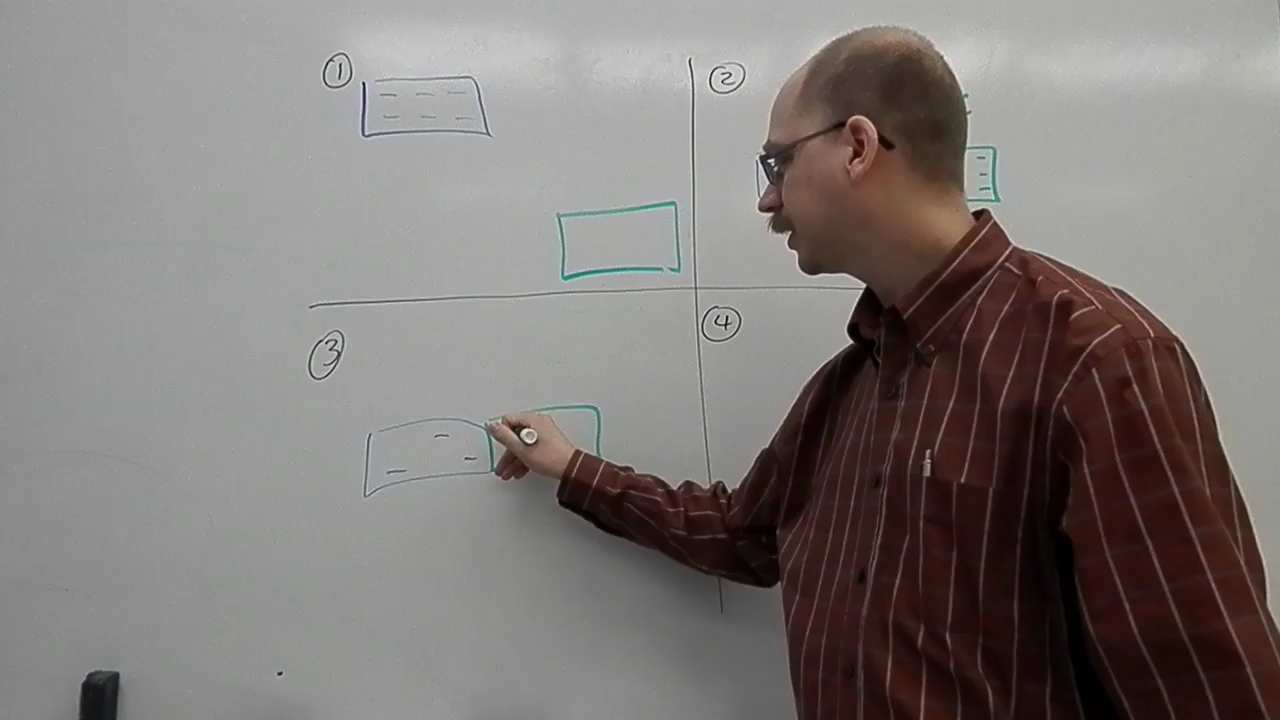 ①
②
③
④